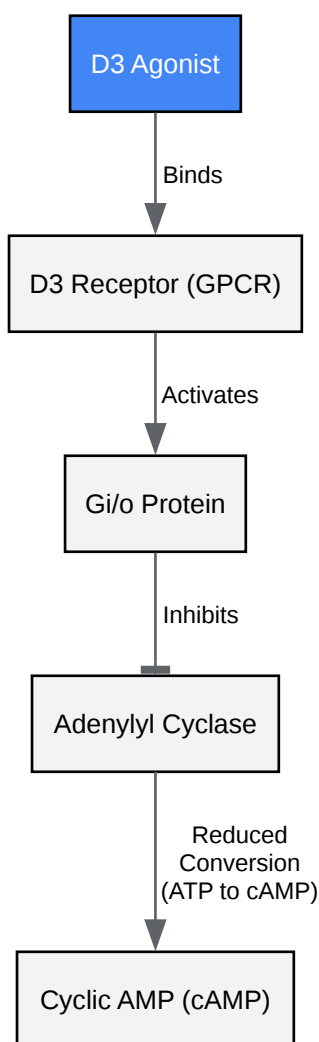 D3 Agonist
Binds
D3 Receptor (GPCR)
Activates
Gi/o Protein
Inhibits
Adenylyl Cyclase
Reduced
Conversion
(ATP to cAMP)
Cyclic AMP (cAMP)